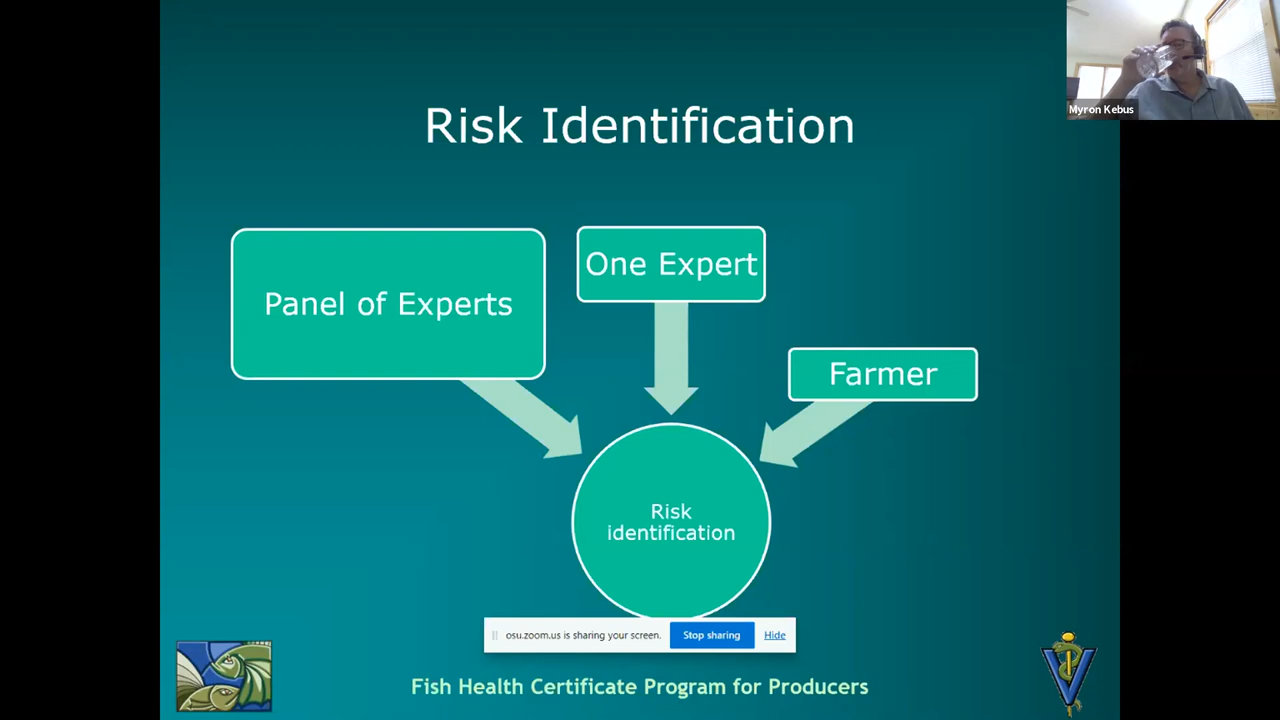 Myron Kebus
Risk Identification
Panel of Experts
One Expert
Farmer
Risk
identification
osu.zoom.us is sharing your screen.
Stop sharing
Hide
Fish Health Certificate Program for Producers
V